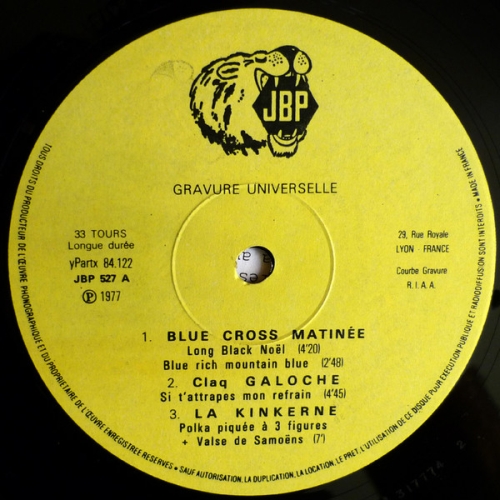 JBP
GRAVURE UNIVERSELLE
33 TOURS
Longue durée
yPartx 84.122
JBP 527 A
Ⓟ 1977
29, Rue Royale
LYON - FRANCE
Courbe Gravure
R.I.A.A.
1. BLUE CROSS MATINÉE
Long Black Noël (4'20)
Blue rich mountain blue (2'48)
2. Claq GALOCHE
Si t'attrapes mon refrain (4'45)
3. LA KINKERNE
Polka piquée à 3 figures
+ Valse de Samoëns (7')
TOUS DROITS DU PRODUCTEUR DE L'ŒUVRE PHONOGRAPHIQUE ET DU PROPRIETAIRE DE L'ŒUVRE ENREGISTREE RESERVES • SAUF AUTORISATION, LA DUPLICATION, LA LOCATION, LE PRET, L'UTILISATION DE CE DISQUE POUR EXECUTION PUBLIQUE ET RADIODIFFUSION SONT INTERDITES • MADE IN FRANCE